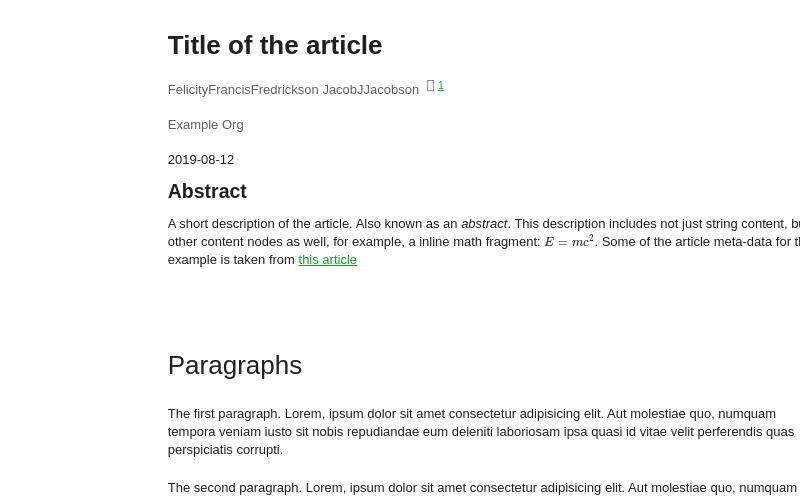 Title of the article
FelicityFrancisFredrickson JacobJJacobson 1
Example Org
2019-08-12
Abstract
A short description of the article. Also known as an abstract. This description includes not just string content, bu
other content nodes as well, for example, a inline math fragment: E = mc². Some of the article meta-data for t
example is taken from this article
Paragraphs
The first paragraph. Lorem, ipsum dolor sit amet consectetur adipisicing elit. Aut molestiae quo, numquam
tempora veniam iusto sit nobis repudiandae eum deleniti laboriosam ipsa quasi id vitae velit perferendis quas
perspiciatis corrupti.
The second paragraph. Lorem, ipsum dolor sit amet consectetur adipisicing elit. Aut molestiae quo, numquam